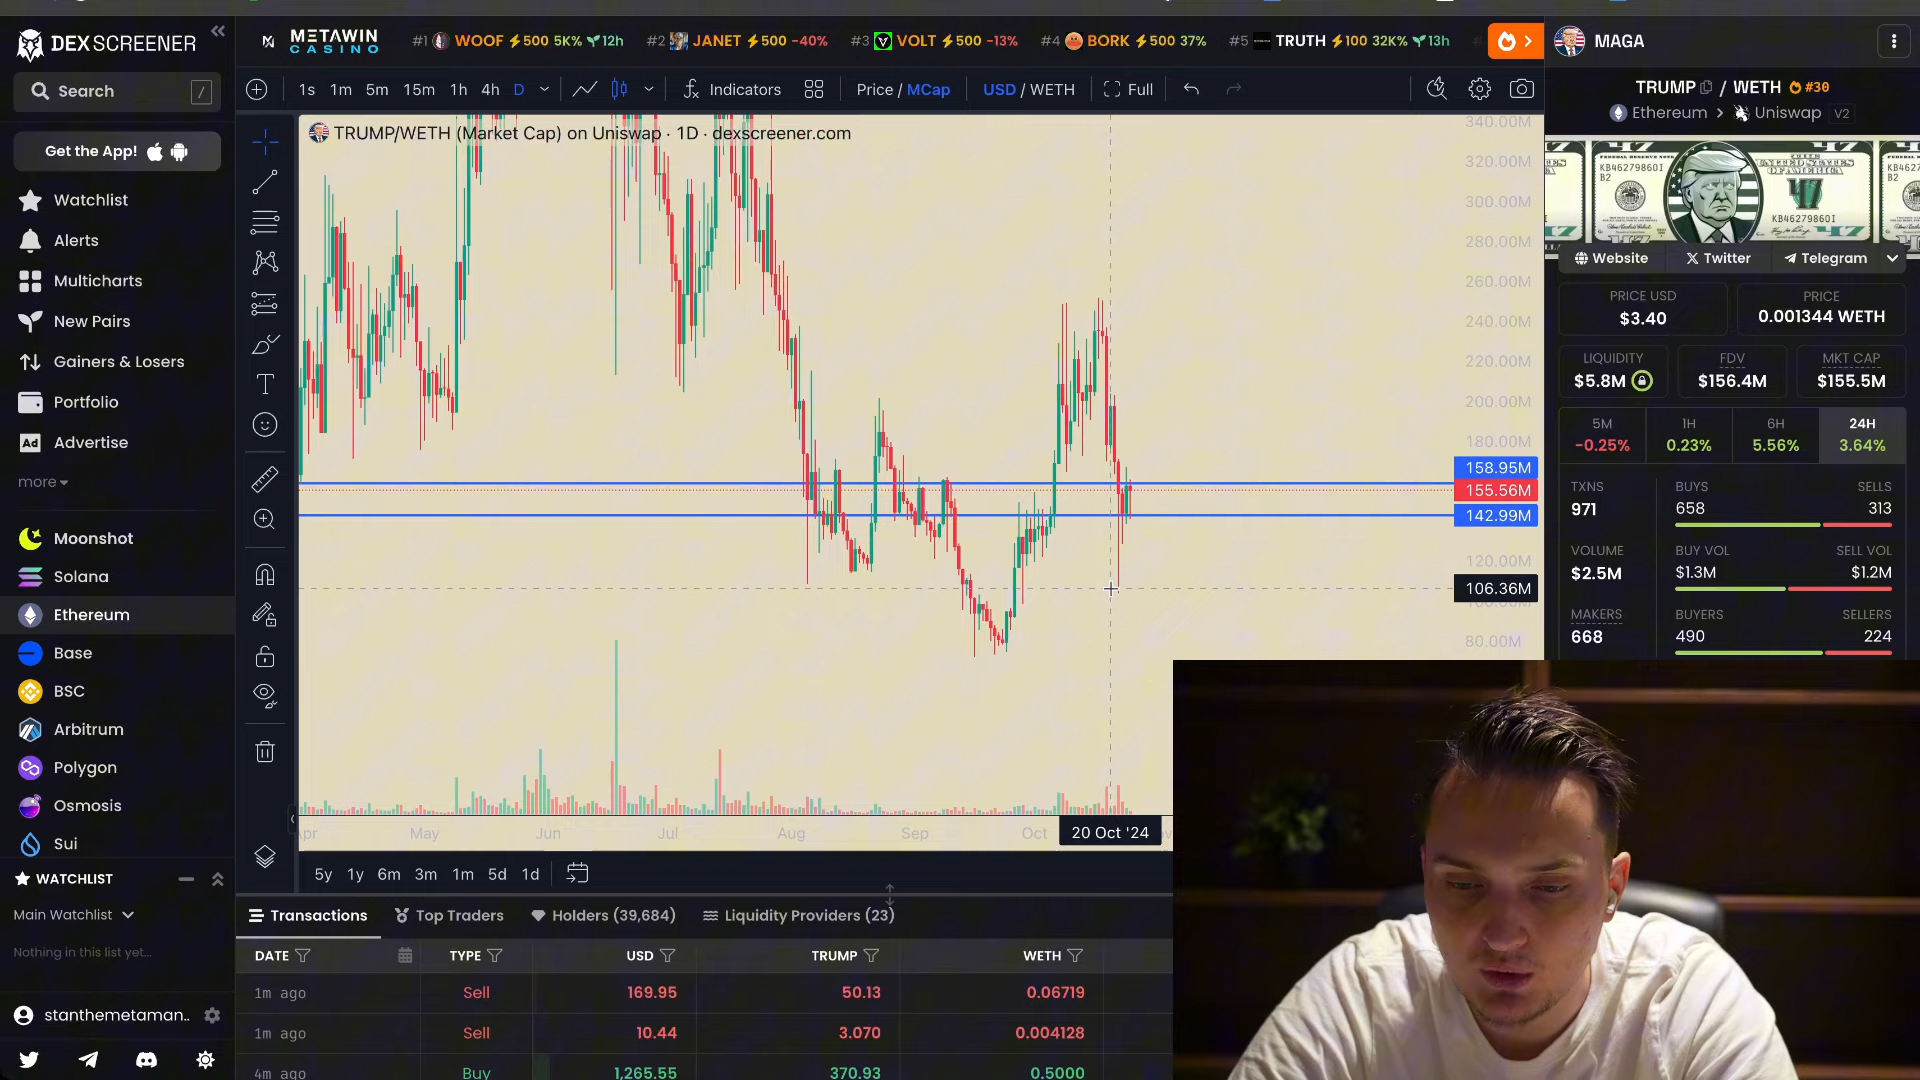 DEX SCREENER
Search /
Get the App!
Watchlist
Alerts
Multicharts
New Pairs
Gainers & Losers
Portfolio
Ad Advertise
more
Moonshot
Solana
Ethereum
Base
BSC
Arbitrum
Polygon
Osmosis
Sui
WATCHLIST
Main Watchlist
Nothing in this list yet...
stanthemetaman..
METAWIN
CASINO
#1 WOOF 500 5K% 12h
#2 JANET 500 -40%
#3 VOLT 500 -13%
#4 BORK 500 37%
#5 TRUTH 100 32K% 13h
1s 1m 5m 15m 1h 4h D Indicators Price / MCap USD / WETH Full
TRUMP/WETH (Market Cap) on Uniswap · 1D · dexscreener.com
340.00M
320.00M
300.00M
280.00M
260.00M
240.00M
220.00M
200.00M
180.00M
158.95M
155.56M
142.99M
120.00M
106.36M
80.00M
May Jun Jul Aug Sep Oct 20 Oct '24
5y 1y 6m 3m 1m 5d 1d
Transactions Top Traders Holders (39,684) Liquidity Providers (23)
DATE TYPE USD TRUMP WETH
1m ago Sell 169.95 50.13 0.06719
1m ago Sell 10.44 3.070 0.004128
4m ago Buy 1,265.55 370.93 0.5000
MAGA
TRUMP / WETH #30
Ethereum > Uniswap V2
KB46279860I
B2
FEDERAL RESERVE NOTE
UNITED STATES
OF AMERICA
47
KB46279860I
Website Twitter Telegram
PRICE USD
$3.40
PRICE
0.001344 WETH
LIQUIDITY
$5.8M
FDV
$156.4M
MKT CAP
$155.5M
5M
-0.25%
1H
0.23%
6H
5.56%
24H
3.64%
TXNS
971
BUYS SELLS
658 313
VOLUME
$2.5M
BUY VOL SELL VOL
$1.3M $1.2M
MAKERS
668
BUYERS SELLERS
490 224